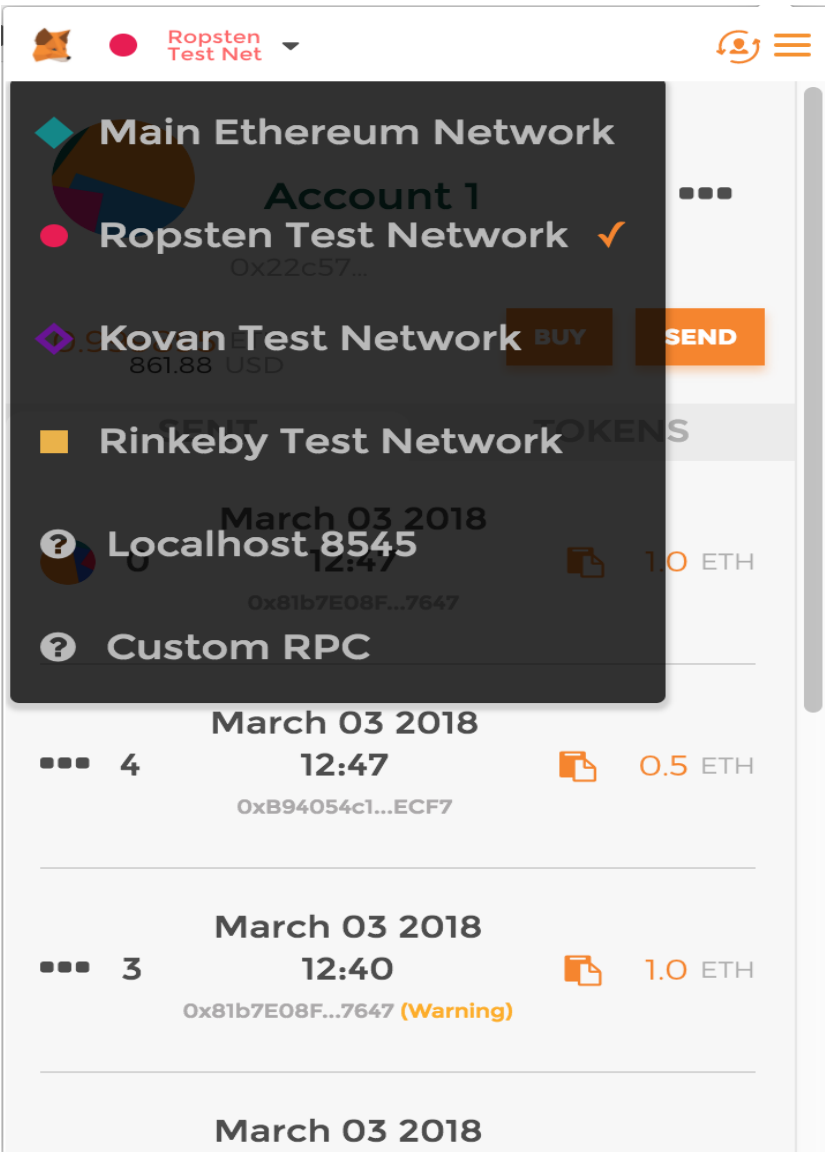 Ropsten
Test Net
Main Ethereum Network
Account 1
Ropsten Test Network
0x22c57...
Kovan Test Network
BUY
SEND
861.88 USD
SENT
TOKENS
Rinkeby Test Network
March 03 2018
Localhost 8545
0
12:47
1.0 ETH
0x81b7E08F...7647
Custom RPC
March 03 2018
4
12:47
0.5 ETH
0xB94054c1...ECF7
March 03 2018
3
12:40
1.0 ETH
0x81b7E08F...7647 (Warning)
March 03 2018